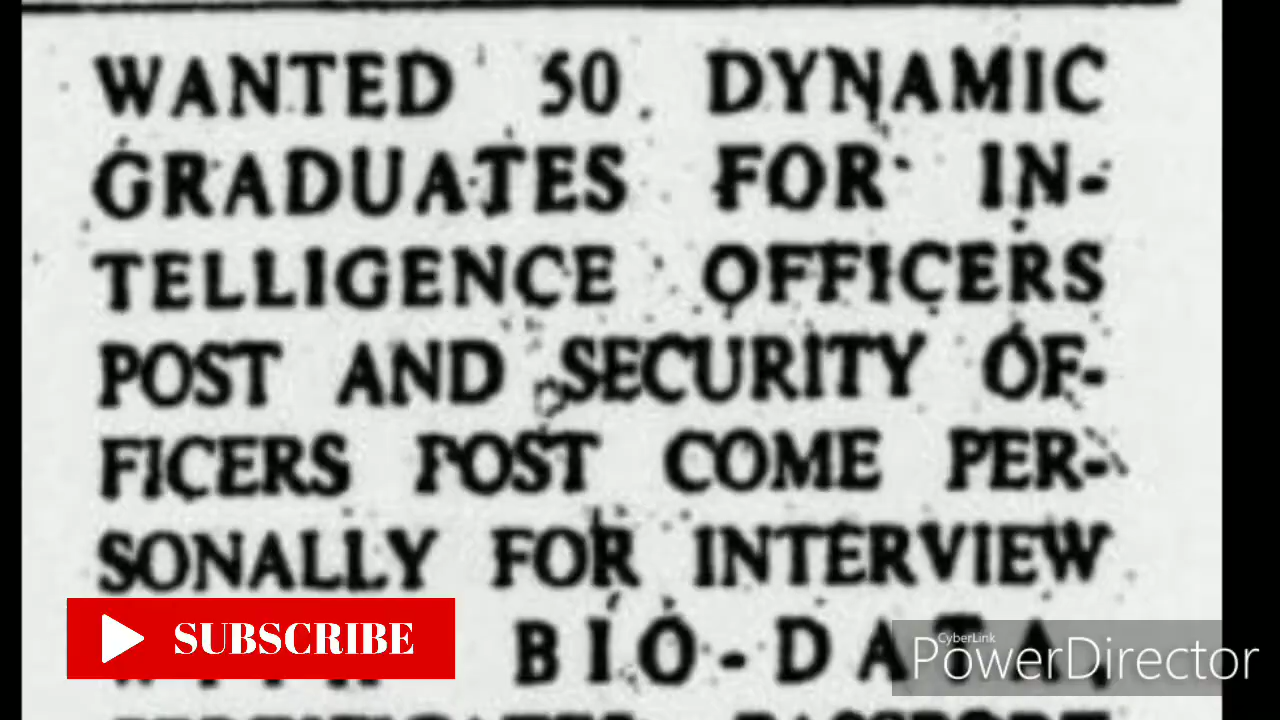 WANTED 50 DYNAMIC
GRADUATES FOR IN-
TELLIGENCE OFFICERS
POST AND SECURITY OF-
FICERS POST COME PER-
SONALLY FOR INTERVIEW
BIO-DATA,
SUBSCRIBE
CyberLink
PowerDirector